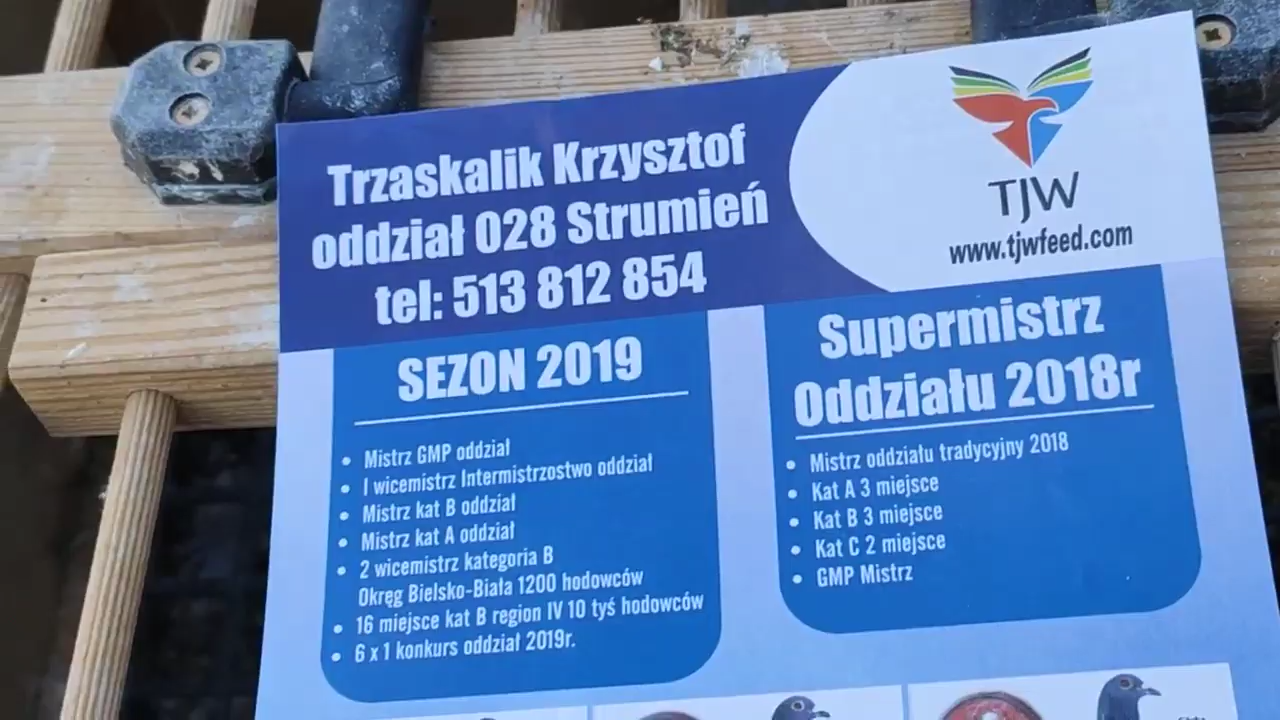 Trzaskalik Krzysztof
oddział 028 Strumień
tel: 513 812 854
TJW
www.tjwfeed.com
SEZON 2019
• Mistrz GMP oddział
• I wicemistrz Intermistrzostwo oddział
• Mistrz kat B oddział
• Mistrz kat A oddział
• 2 wicemistrz kategoria B
Okręg Bielsko-Biała 1200 hodowców
• 16 miejsce kat B region IV 10 tyś hodowców
• 6 x 1 konkurs oddział 2019r.
Supermistrz
Oddziału 2018r
• Mistrz oddziału tradycyjny 2018
• Kat A 3 miejsce
• Kat B 3 miejsce
• Kat C 2 miejsce
• GMP Mistrz